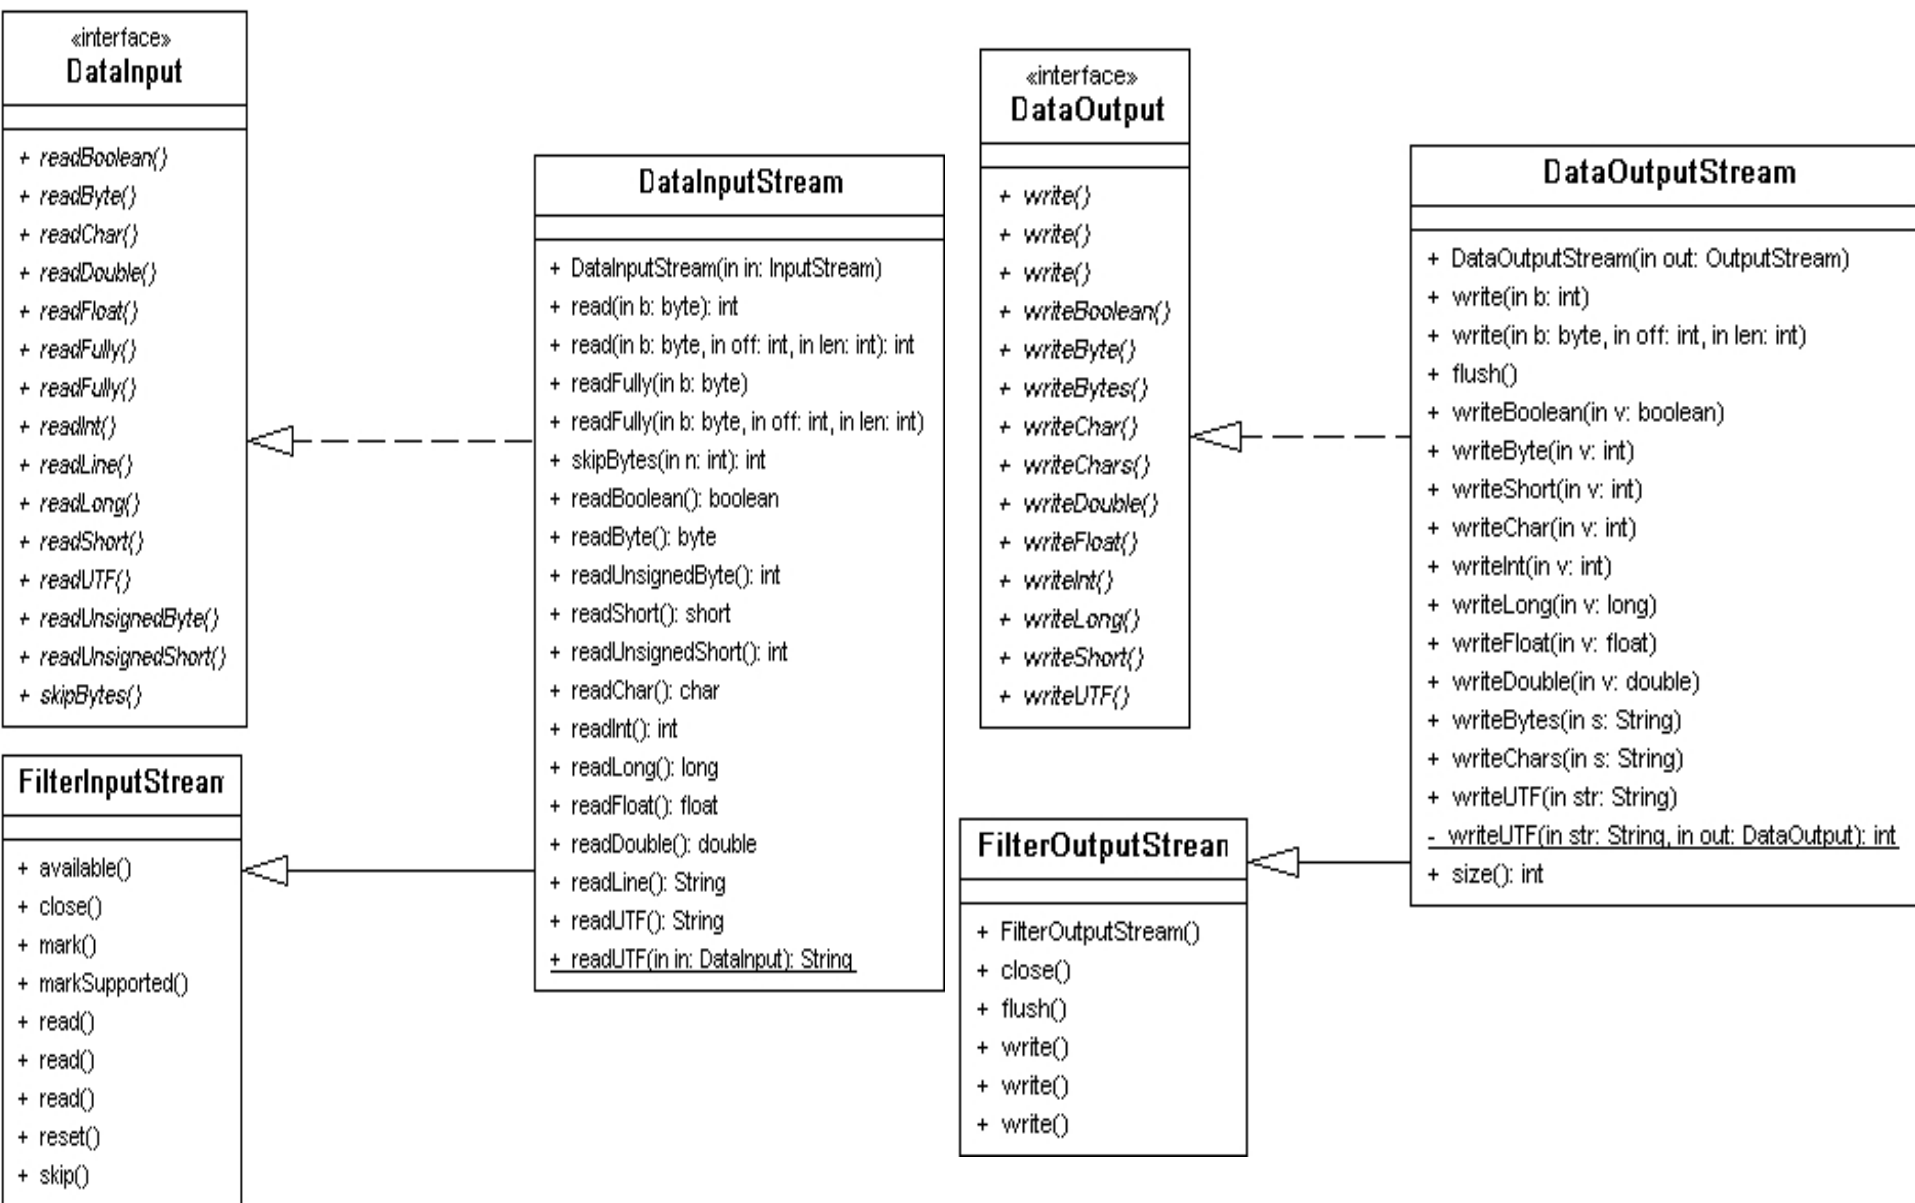 «interface»
DataInput
+ readBoolean()
+ readByte()
+ readChar()
+ readDouble()
+ readFloat()
+ readFully()
+ readFully()
+ readInt()
+ readLine()
+ readLong()
+ readShort()
+ readUTF()
+ readUnsignedByte()
+ readUnsignedShort()
+ skipBytes()
FilterInputStream
+ available()
+ close()
+ mark()
+ markSupported()
+ read()
+ read()
+ read()
+ reset()
+ skip()
DataInputStream
+ DataInputStream(in in: InputStream)
+ read(in b: byte): int
+ read(in b: byte, in off: int, in len: int): int
+ readFully(in b: byte)
+ readFully(in b: byte, in off: int, in len: int)
+ skipBytes(in n: int): int
+ readBoolean(): boolean
+ readByte(): byte
+ readUnsignedByte(): int
+ readShort(): short
+ readUnsignedShort(): int
+ readChar(): char
+ readInt(): int
+ readLong(): long
+ readFloat(): float
+ readDouble(): double
+ readLine(): String
+ readUTF(): String
+ readUTF(in in: DataInput): String
«interface»
DataOutput
+ write()
+ write()
+ write()
+ writeBoolean()
+ writeByte()
+ writeBytes()
+ writeChar()
+ writeChars()
+ writeDouble()
+ writeFloat()
+ writeInt()
+ writeLong()
+ writeShort()
+ writeUTF()
FilterOutputStream
+ FilterOutputStream()
+ close()
+ flush()
+ write()
+ write()
+ write()
DataOutputStream
+ DataOutputStream(in out: OutputStream)
+ write(in b: int)
+ write(in b: byte, in off: int, in len: int)
+ flush()
+ writeBoolean(in v: boolean)
+ writeByte(in v: int)
+ writeShort(in v: int)
+ writeChar(in v: int)
+ writeInt(in v: int)
+ writeLong(in v: long)
+ writeFloat(in v: float)
+ writeDouble(in v: double)
+ writeBytes(in s: String)
+ writeChars(in s: String)
+ writeUTF(in str: String)
- writeUTF(in str: String, in out: DataOutput): int
+ size(): int